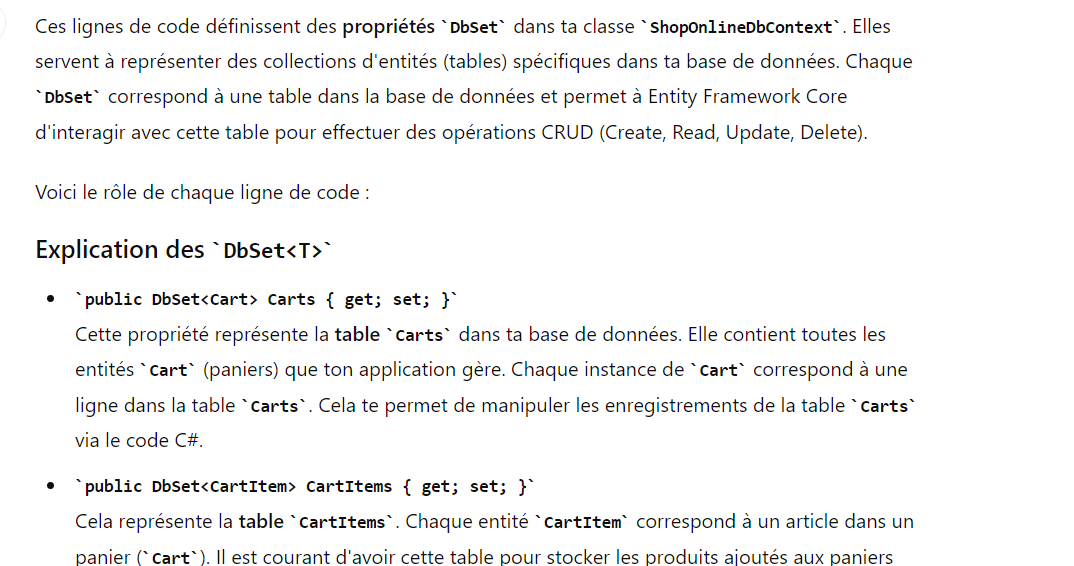 Ces lignes de code définissent des propriétés `DbSet` dans ta classe `ShopOnlineDbContext`. Elles
servent à représenter des collections d'entités (tables) spécifiques dans ta base de données. Chaque
`DbSet` correspond à une table dans la base de données et permet à Entity Framework Core
d'interagir avec cette table pour effectuer des opérations CRUD (Create, Read, Update, Delete).
Voici le rôle de chaque ligne de code :
Explication des `DbSet<T>`
• `public DbSet<Cart> Carts { get; set; }`
Cette propriété représente la table `Carts` dans ta base de données. Elle contient toutes les
entités `Cart` (paniers) que ton application gère. Chaque instance de `Cart` correspond à une
ligne dans la table `Carts`. Cela te permet de manipuler les enregistrements de la table `Carts`
via le code C#.
• `public DbSet<CartItem> CartItems { get; set; }`
Cela représente la table `CartItems`. Chaque entité `CartItem` correspond à un article dans un
panier (`Cart`). Il est courant d'avoir cette table pour stocker les produits ajoutés aux paniers